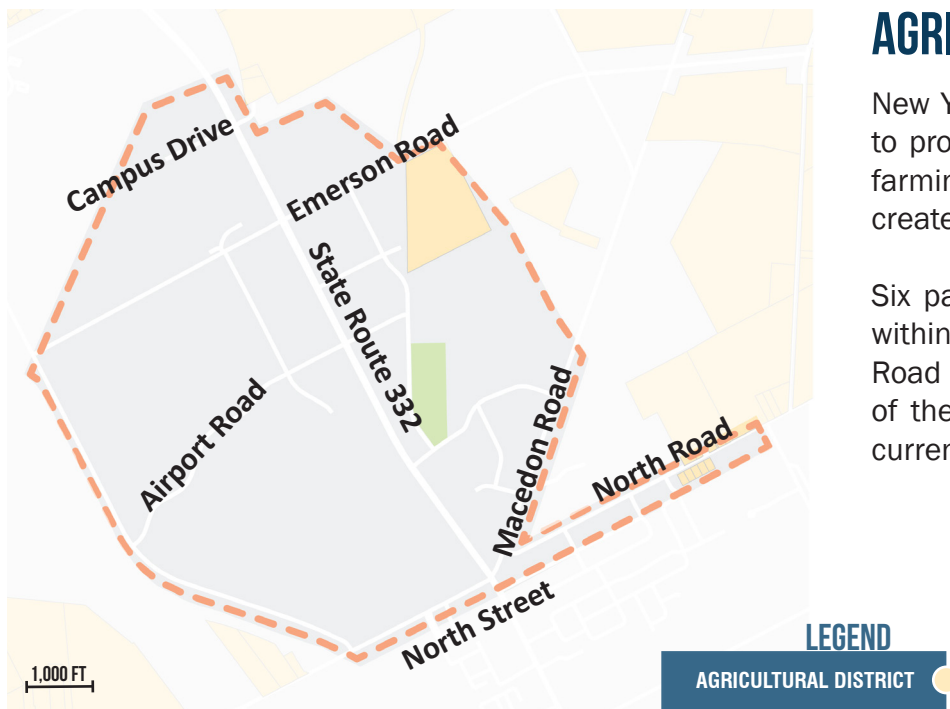 AGRI
New Y
to pro
farmin
create
Six pa
within
Road
of the
curren
Campus Drive
Emerson Road
State Route 332
Airport Road
Macedon Road
North Road
North Street
1,000 FT
LEGEND
AGRICULTURAL DISTRICT